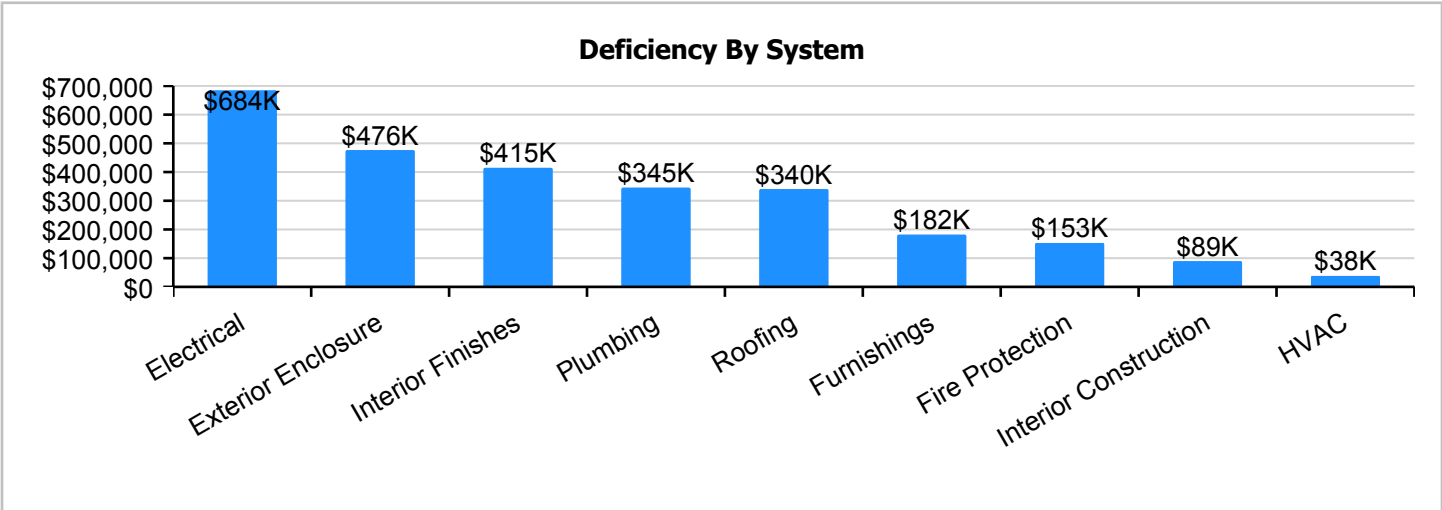 Deficiency By System
$700,000
$600,000
$500,000
$400,000
$300,000
$200,000
$100,000
$0
$684K
$476K
$415K
$345K
$340K
$182K
$153K
$89K
$38K
Electrical
Exterior Enclosure
Interior Finishes
Plumbing
Roofing
Furnishings
Fire Protection
Interior Construction
HVAC